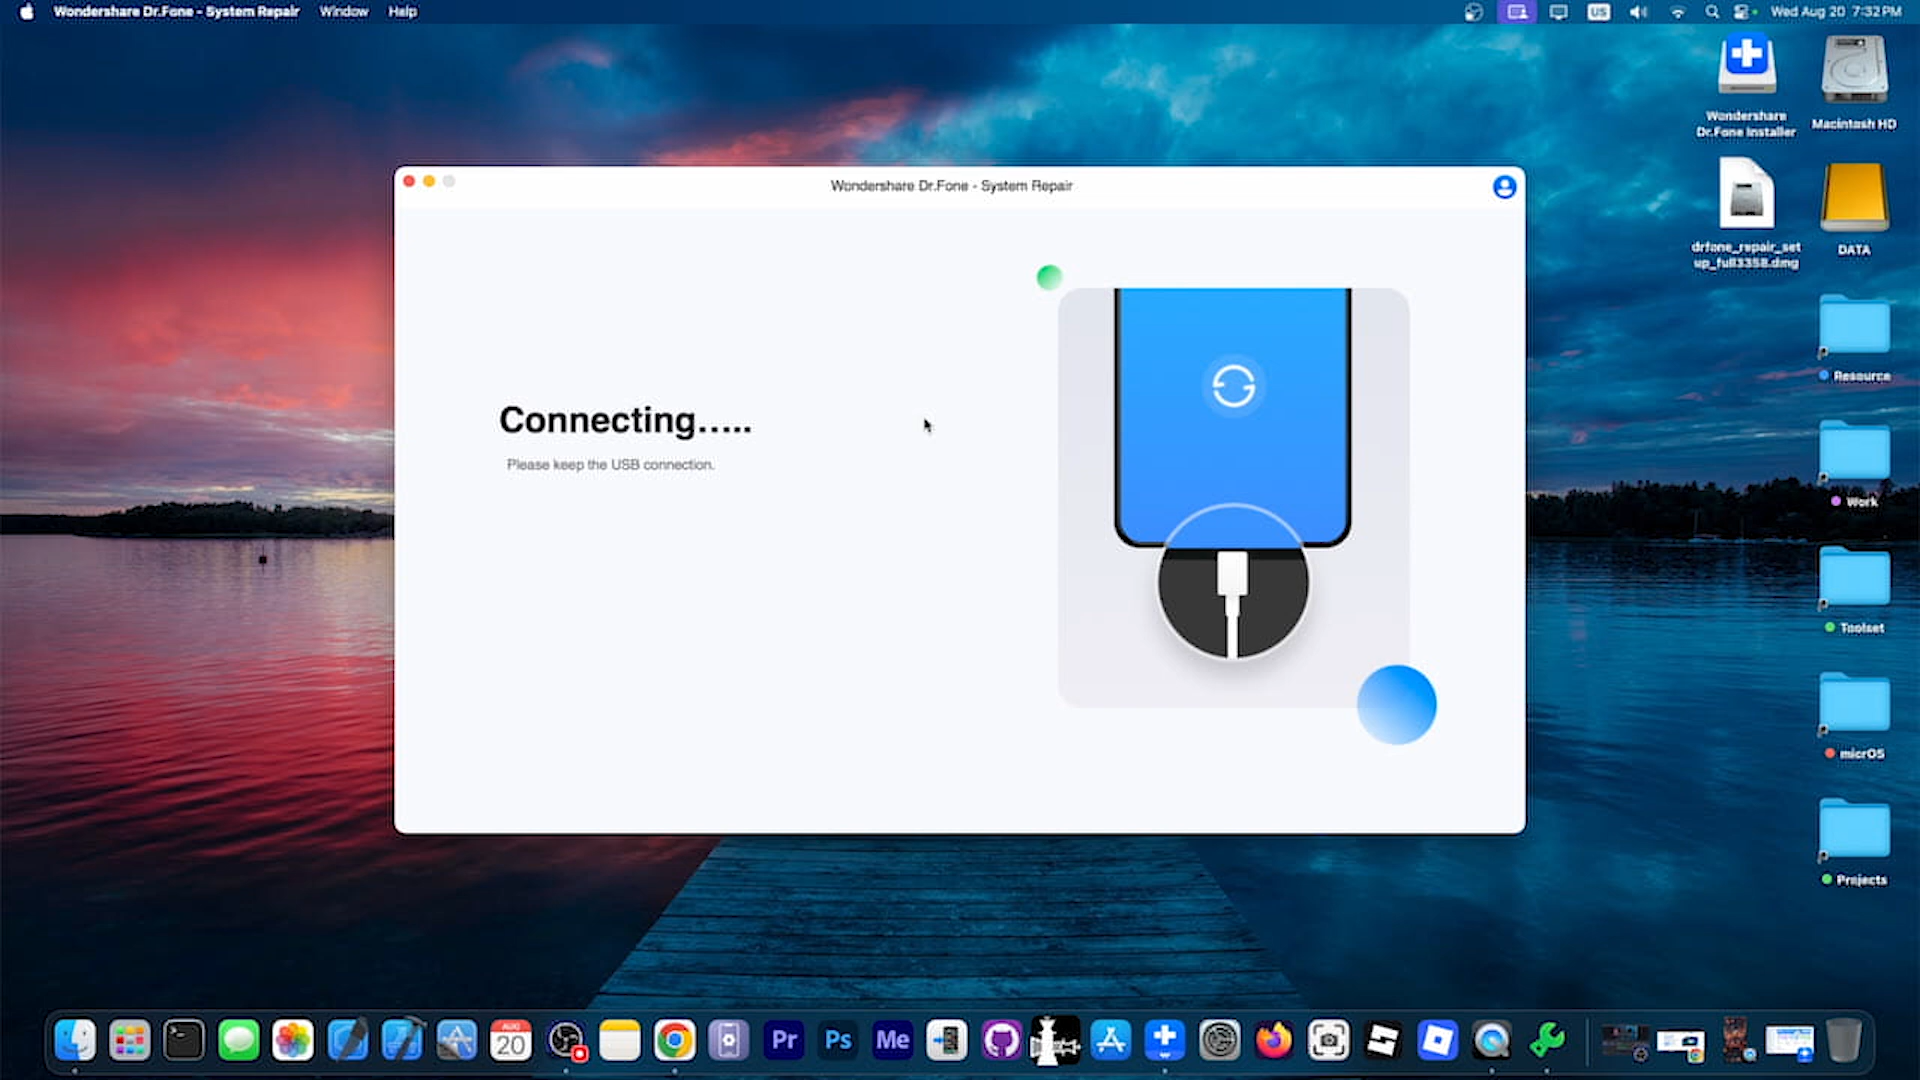 Wondershare Dr.Fone - System Repair Window Help
US Wed Aug 20 7:32 PM
Wondershare
Dr.Fone Installer
Macintosh HD
drfone_repair_set
up_full3358.dmg
DATA
Resource
Work
Toolset
micrOS
Projects
Wondershare Dr.Fone - System Repair
Connecting.....
Please keep the USB connection.
AUG
20
Pr
Ps
Me